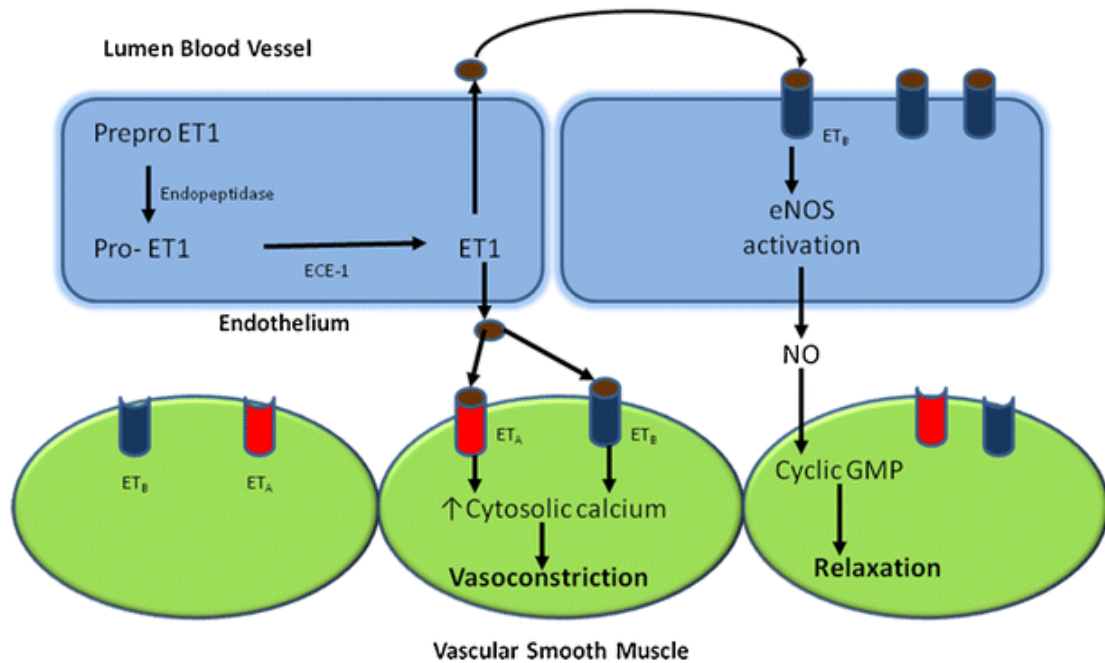 Lumen Blood Vessel
Prepro ET1
Endopeptidase
Pro- ET1
ECE-1
ET1
Endothelium
ETB
eNOS
activation
NO
ETB
ETA
ETA
ETB
↑Cytosolic calcium
Vasoconstriction
Cyclic GMP
Relaxation
Vascular Smooth Muscle